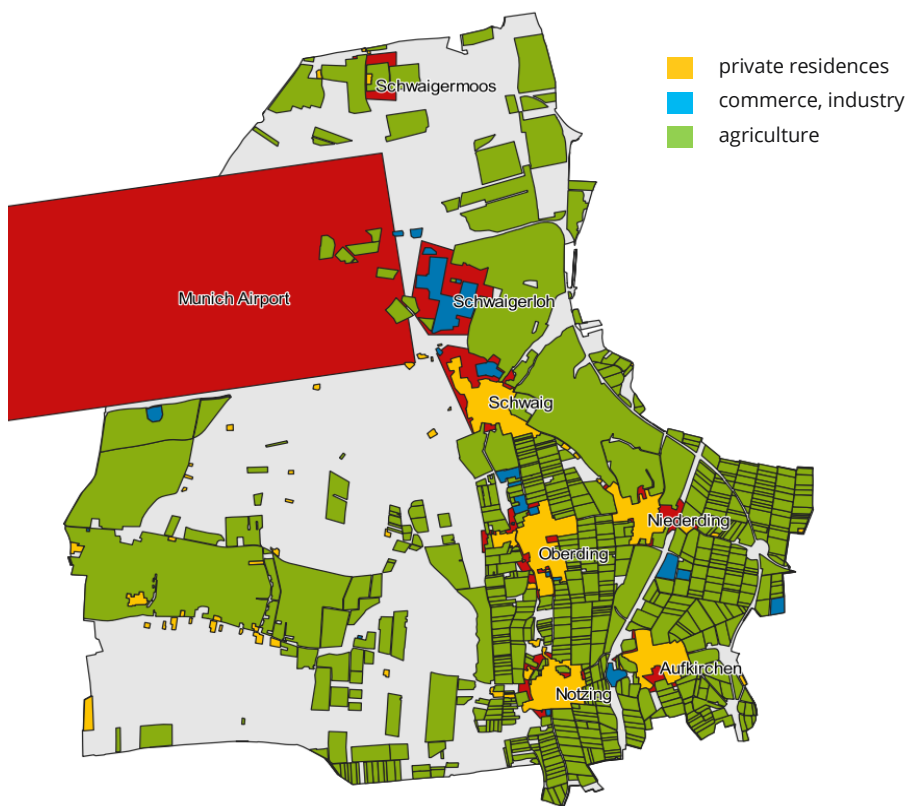 private residences
commerce, industry
agriculture
Schwaigermoos
Munich Airport
Schwaigerloh
Schwaig
Niederding
Oberding
Aufkirchen
Notzing